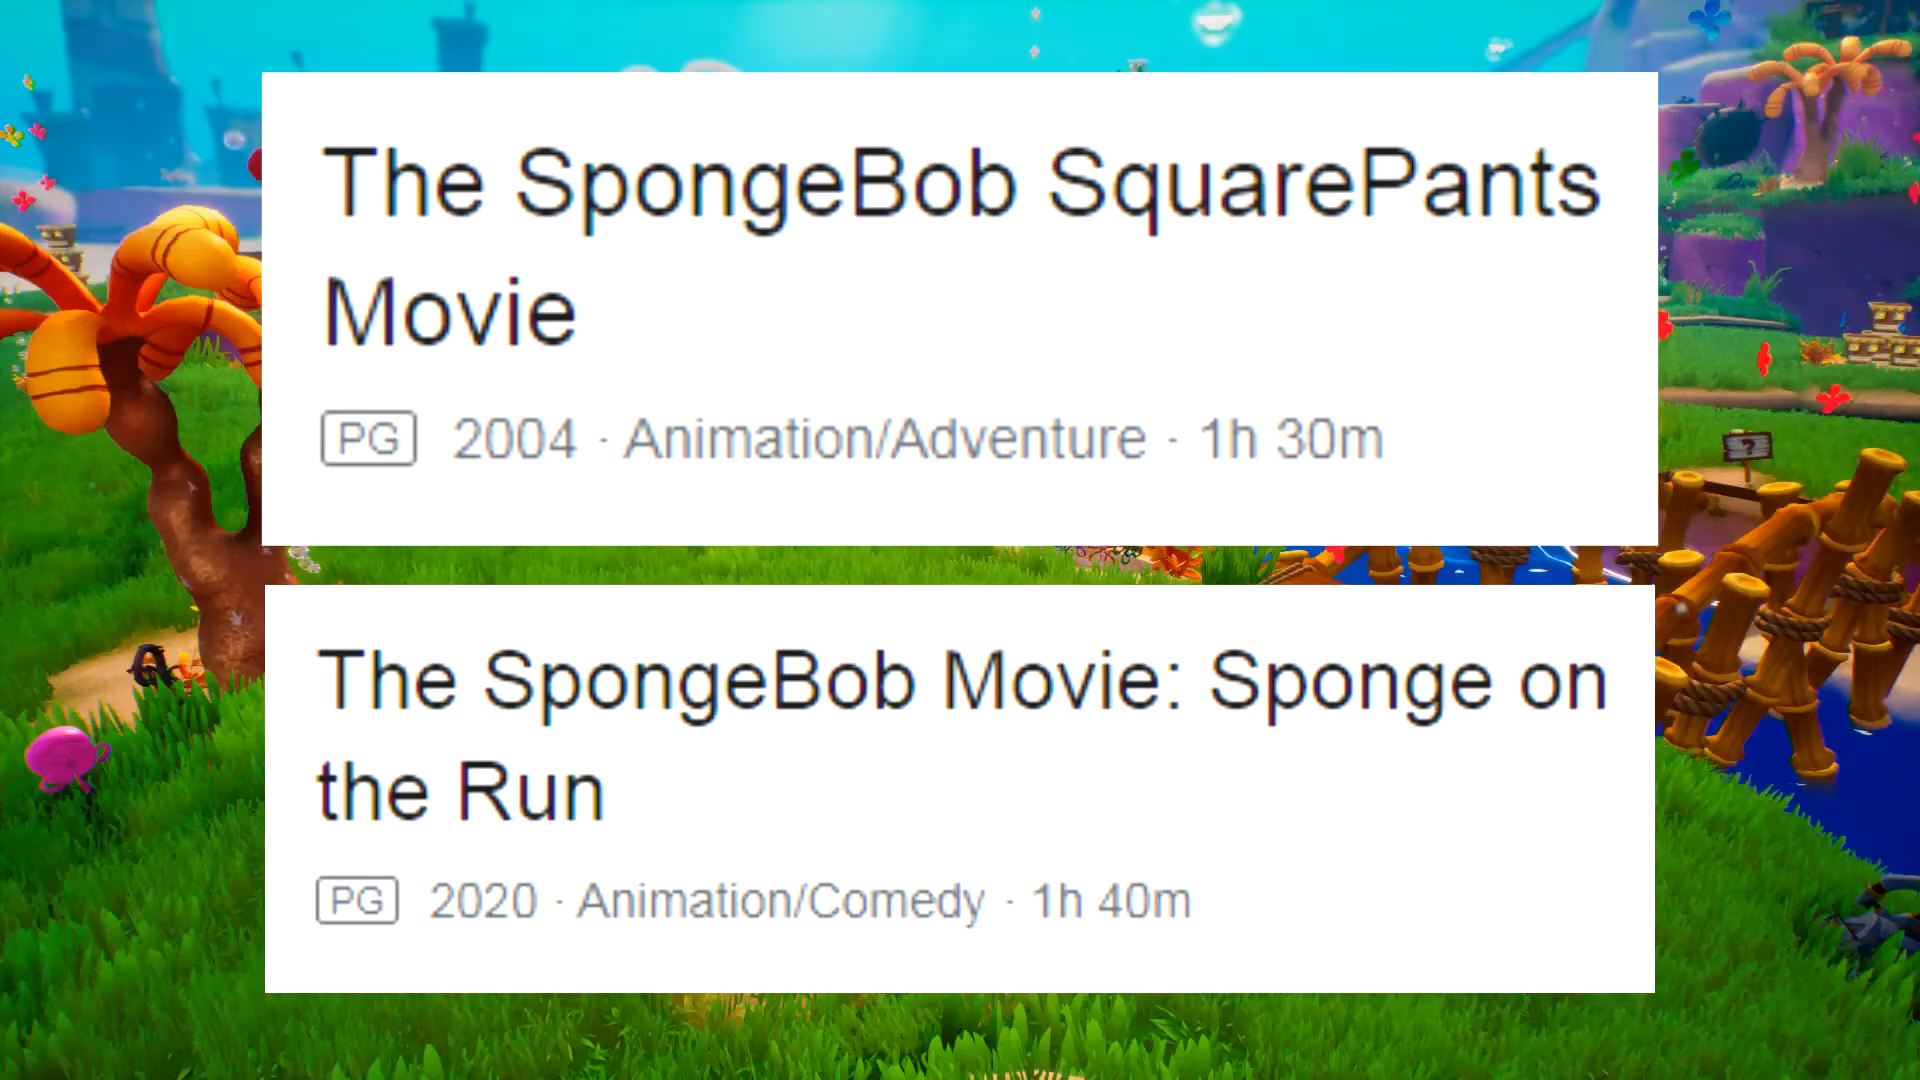 The SpongeBob SquarePants
Movie
PG 2004 · Animation/Adventure · 1h 30m
?
The SpongeBob Movie: Sponge on
the Run
PG 2020 · Animation/Comedy · 1h 40m